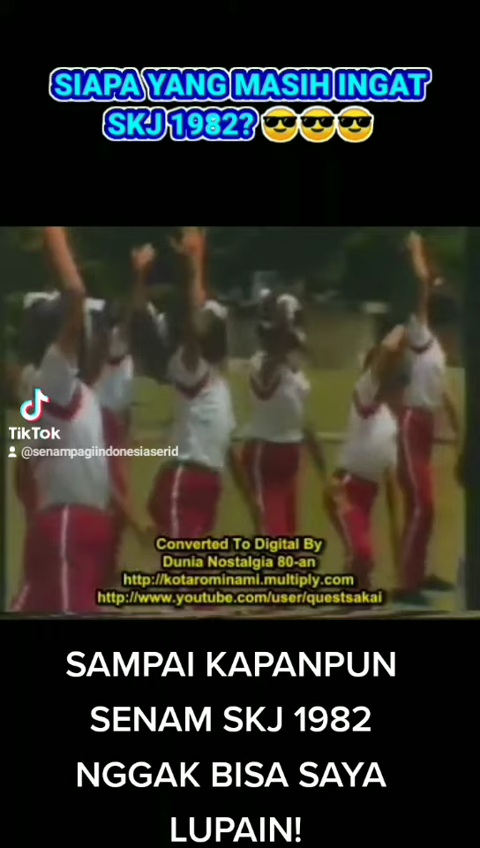 SIAPA YANG MASIH INGAT
SKJ 1982? 😎😎😎
TikTok
@senampagiindonesiaserid
Converted To Digital By
Dunia Nostalgia 80-an
http://kotarominami.multiply.com
http://www.youtube.com/user/questsakai
SAMPAI KAPANPUN
SENAM SKJ 1982
NGGAK BISA SAYA
LUPAIN!